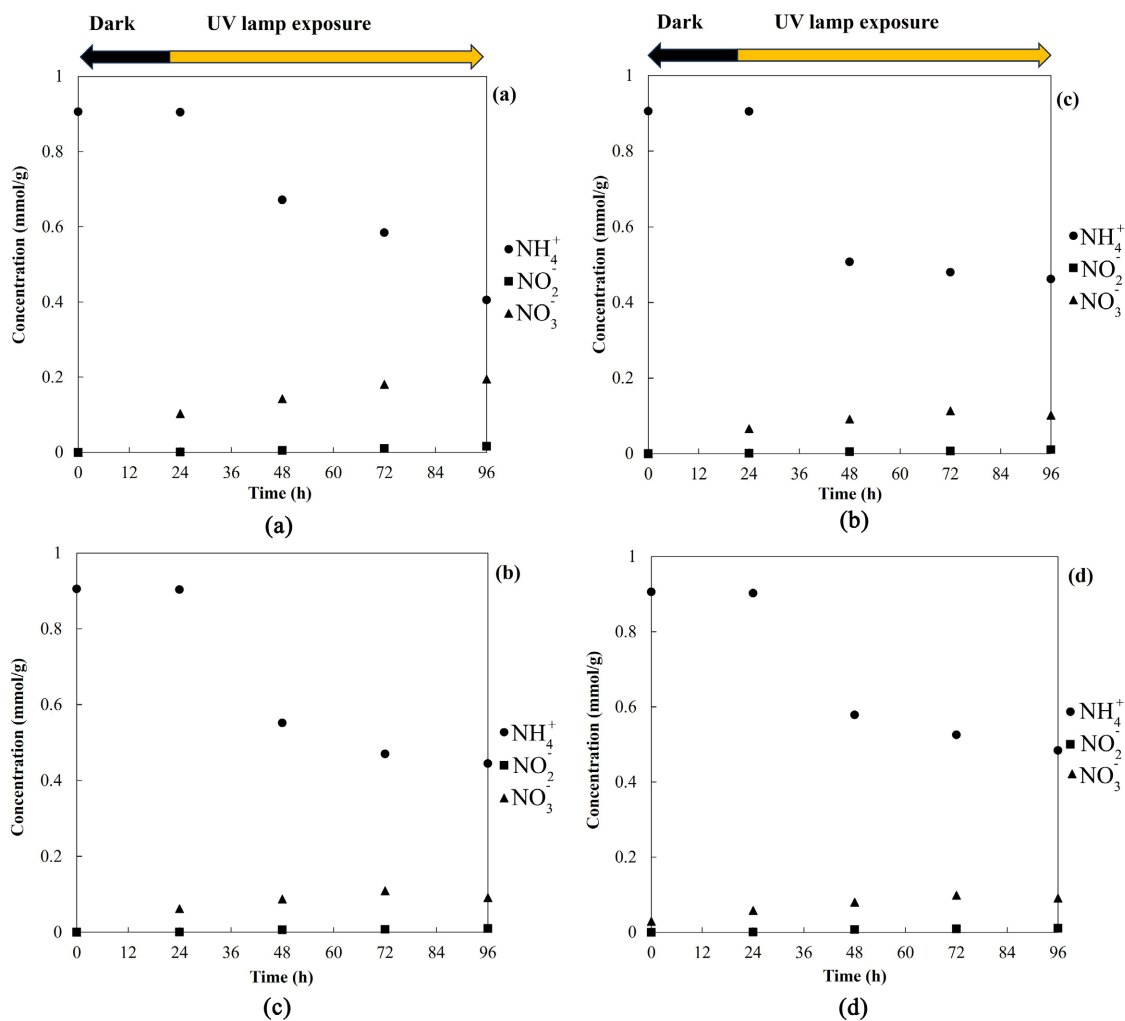 Dark UV lamp exposure
(a)
1
0.8
0.6
0.4
0.2
0
Concentration (mmol/g)
0 12 24 36 48 60 72 84 96
Time (h)
NH4+
NO2-
NO3-
(a)
Dark UV lamp exposure
(c)
1
0.8
0.6
0.4
0.2
0
Concentration (mmol/g)
0 12 24 36 48 60 72 84 96
Time (h)
NH4+
NO2-
NO3-
(b)
(b)
1
0.8
0.6
0.4
0.2
0
Concentration (mmol/g)
0 12 24 36 48 60 72 84 96
Time (h)
NH4+
NO2-
NO3-
(c)
(d)
1
0.8
0.6
0.4
0.2
0
Concentration (mmol/g)
0 12 24 36 48 60 72 84 96
Time (h)
NH4+
NO2-
NO3-
(d)